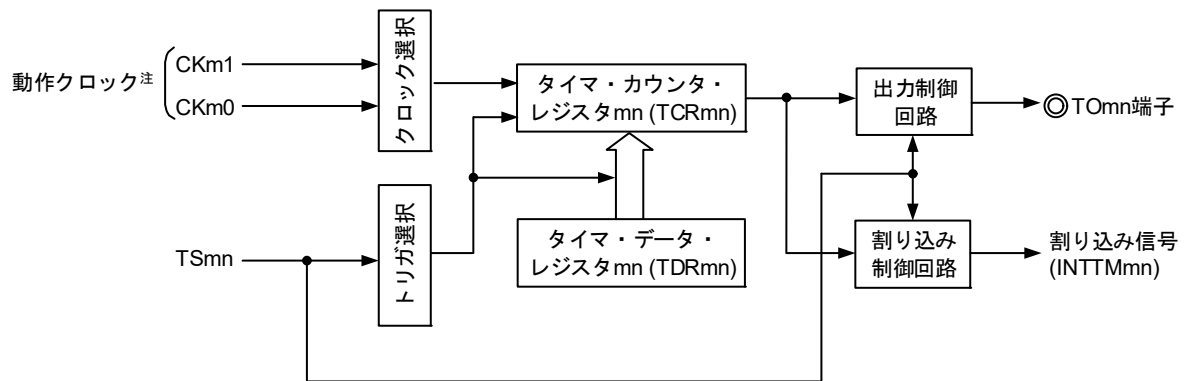 動作クロック注
CKm1
CKm0
クロック選択
タイマ・カウンタ・
レジスタmn (TCRmn)
出力制御
回路
TOmn端子
TSmn
トリガ選択
タイマ・データ・
レジスタmn (TDRmn)
割り込み
制御回路
割り込み信号
(INTTMmn)